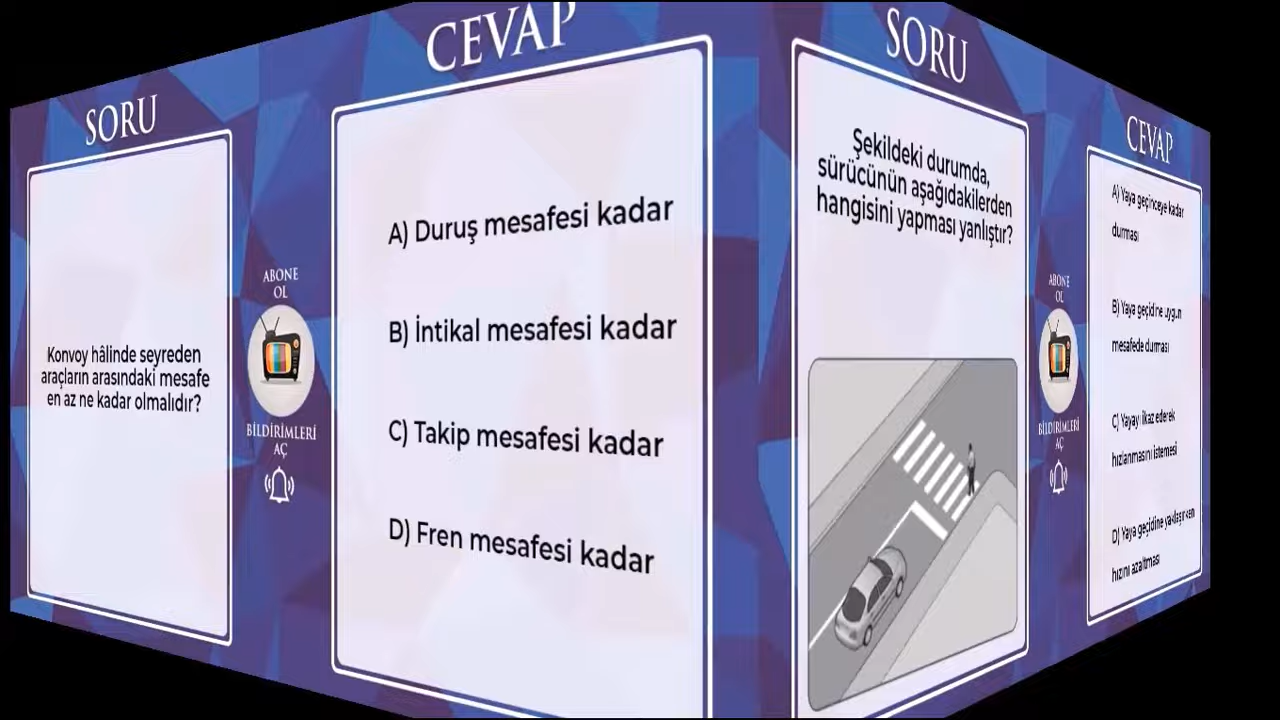 SORU
Konvoy hâlinde seyreden
araçların arasındaki mesafe
en az ne kadar olmalıdır?
ABONE
OL
BİLDİRİMLERİ
AÇ
CEVAP
A) Duruş mesafesi kadar
B) İntikal mesafesi kadar
C) Takip mesafesi kadar
D) Fren mesafesi kadar
SORU
Şekildeki durumda,
sürücünün aşağıdakilerden
hangisini yapması yanlıştır?
ABONE
OL
BİLDİRİMLERİ
AÇ
CEVAP
A) Yaya geçinceye kadar
durması
B) Yaya geçidine uygun
mesafede durması
C) Yayayı ikaz ederek
hızlanmasını istemesi
D) Yaya geçidine yaklaşırken
hızını azaltması